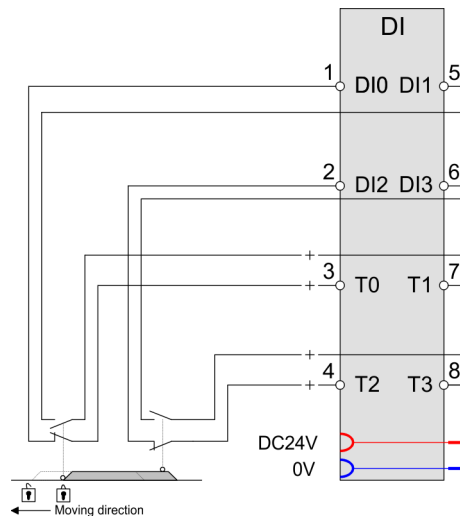 DI
1 DI0 DI1 5
2 DI2 DI3 6
+
3 + T0 T1 7
+
4 + T2 T3 8
DC24V
0V
Moving direction